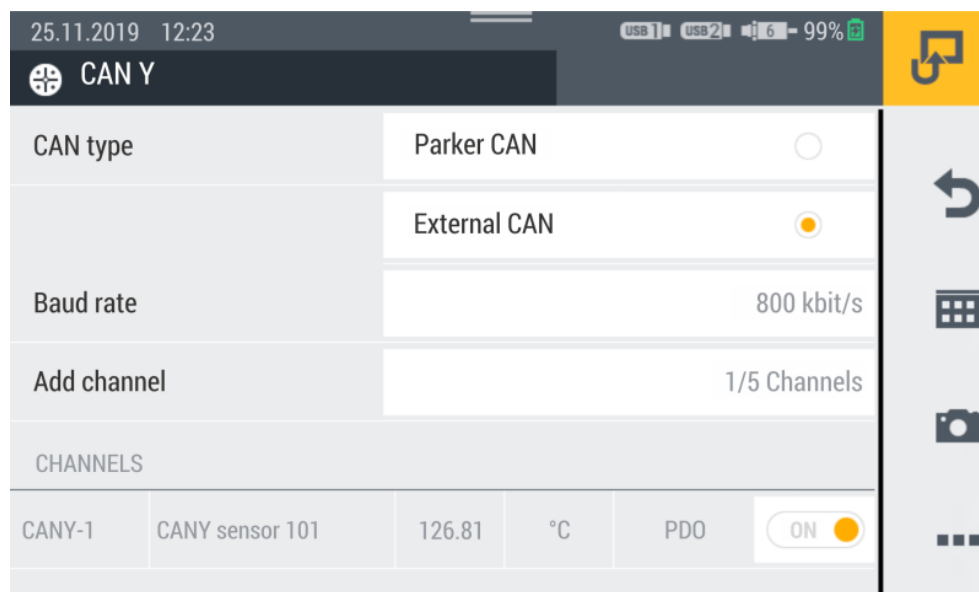 25.11.2019 12:23 USB 1 USB 2 6 99%
CAN Y
CAN type Parker CAN
External CAN
Baud rate 800 kbit/s
Add channel 1/5 Channels
CHANNELS
CANY-1 CANY sensor 101 126.81 °C PDO ON